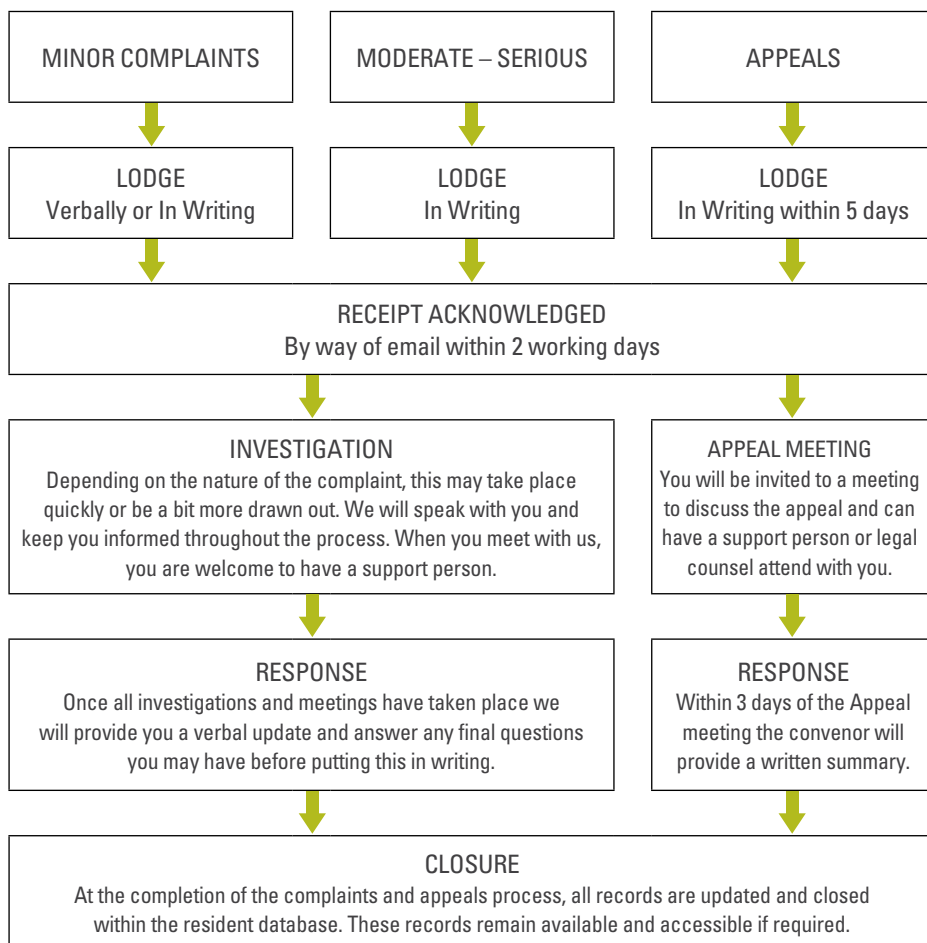 MINOR COMPLAINTS
MODERATE – SERIOUS
APPEALS
LODGE
Verbally or In Writing
LODGE
In Writing
LODGE
In Writing within 5 days
RECEIPT ACKNOWLEDGED
By way of email within 2 working days
INVESTIGATION
Depending on the nature of the complaint, this may take place
quickly or be a bit more drawn out. We will speak with you and
keep you informed throughout the process. When you meet with us,
you are welcome to have a support person.
APPEAL MEETING
You will be invited to a meeting
to discuss the appeal and can
have a support person or legal
counsel attend with you.
RESPONSE
Once all investigations and meetings have taken place we
will provide you a verbal update and answer any final questions
you may have before putting this in writing.
RESPONSE
Within 3 days of the Appeal
meeting the convenor will
provide a written summary.
CLOSURE
At the completion of the complaints and appeals process, all records are updated and closed
within the resident database. These records remain available and accessible if required.